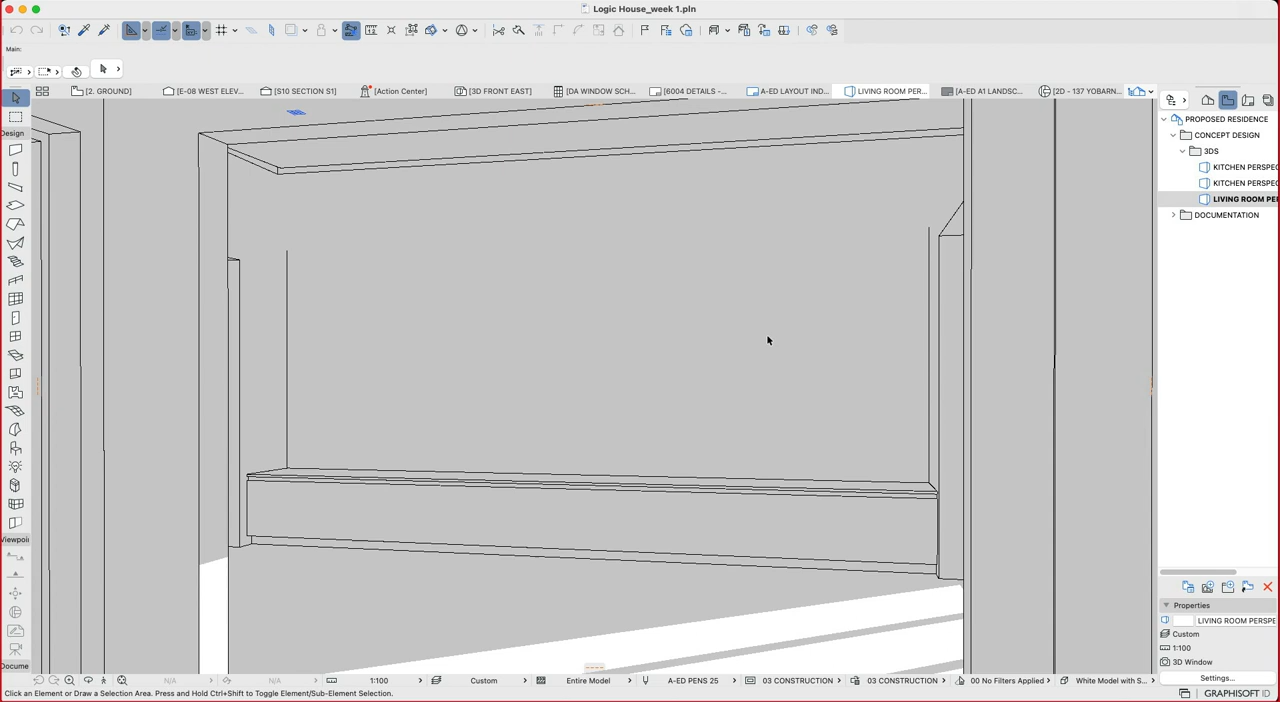 Logic House_week 1.pln
Main:
[2. GROUND]
[E-08 WEST ELEV...
[S10 SECTION S1]
[Action Center]
[3D FRONT EAST]
[DA WINDOW SCH...
[6004 DETAILS -...
A-ED LAYOUT IND...
LIVING ROOM PER...
[A-ED A1 LANDSC...
[2D - 137 YOBARN...
Design
Viewpoi
Docume
PROPOSED RESIDENCE
CONCEPT DESIGN
3DS
KITCHEN PERSPEC
KITCHEN PERSPEC
LIVING ROOM PE
DOCUMENTATION
Properties
LIVING ROOM PERSPE
Custom
1:100
3D Window
Settings...
N/A
N/A
1:100
Custom
Entire Model
A-ED PENS 25
03 CONSTRUCTION
03 CONSTRUCTION
00 No Filters Applied
White Model with S...
Click an Element or Draw a Selection Area. Press and Hold Ctrl+Shift to Toggle Element/Sub-Element Selection.
GRAPHISOFT ID